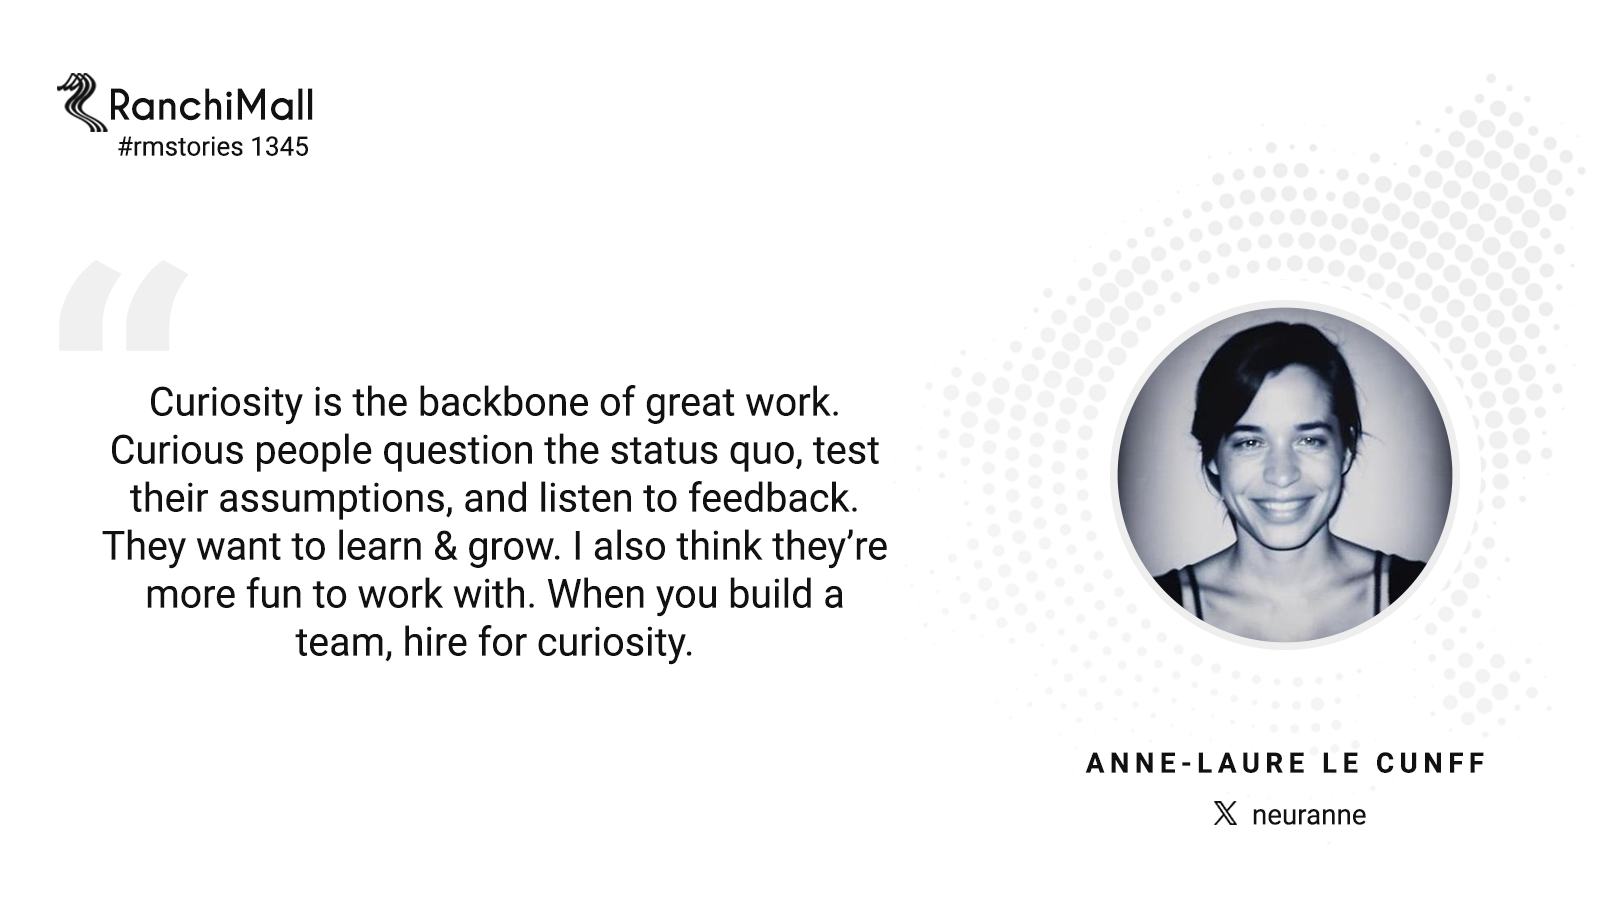 RanchiMall
#rmstories 1345
“
Curiosity is the backbone of great work.
Curious people question the status quo, test
their assumptions, and listen to feedback.
They want to learn & grow. I also think they’re
more fun to work with. When you build a
team, hire for curiosity.
ANNE-LAURE LE CUNFF
𝕏 neuranne